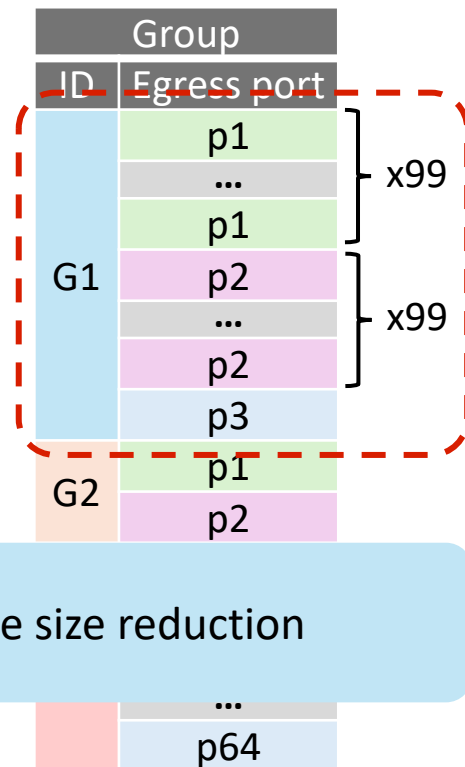 Group
ID Egress port
p1
...
x99
p1
p2
G1
...
x99
p2
p3
p1
G2
p2
e size reduction
...
p64